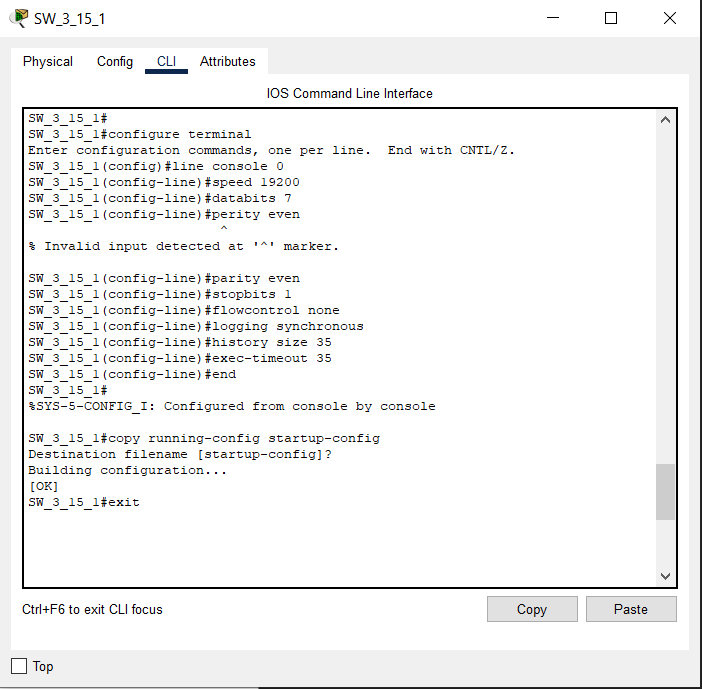 SW_3_15_1
Physical Config CLI Attributes
IOS Command Line Interface
SW_3_15_1#
SW_3_15_1#configure terminal
Enter configuration commands, one per line.  End with CNTL/Z.
SW_3_15_1(config)#line console 0
SW_3_15_1(config-line)#speed 19200
SW_3_15_1(config-line)#databits 7
SW_3_15_1(config-line)#perity even
^
% Invalid input detected at '^' marker.
SW_3_15_1(config-line)#parity even
SW_3_15_1(config-line)#stopbits 1
SW_3_15_1(config-line)#flowcontrol none
SW_3_15_1(config-line)#logging synchronous
SW_3_15_1(config-line)#history size 35
SW_3_15_1(config-line)#exec-timeout 35
SW_3_15_1(config-line)#end
SW_3_15_1#
%SYS-5-CONFIG_I: Configured from console by console
SW_3_15_1#copy running-config startup-config
Destination filename [startup-config]?
Building configuration...
[OK]
SW_3_15_1#exit
Ctrl+F6 to exit CLI focus Copy Paste
Top